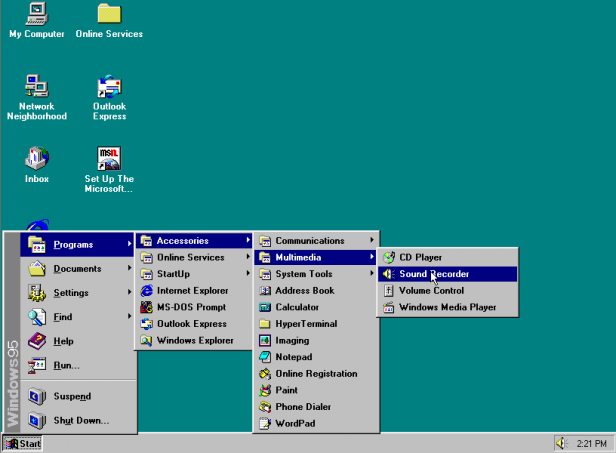 My Computer
Online Services
Network
Neighborhood
Outlook
Express
Inbox
msn.
Set Up The
Microsoft...
Programs
Documents
Settings
Find
Help
Run...
Suspend
Shut Down...
Windows95
Accessories
Online Services
StartUp
Internet Explorer
MS-DOS Prompt
Outlook Express
Windows Explorer
Communications
Multimedia
System Tools
Address Book
Calculator
HyperTerminal
Imaging
Notepad
Online Registration
Paint
Phone Dialer
WordPad
CD Player
Sound Recorder
Volume Control
Windows Media Player
Start
2:21 PM